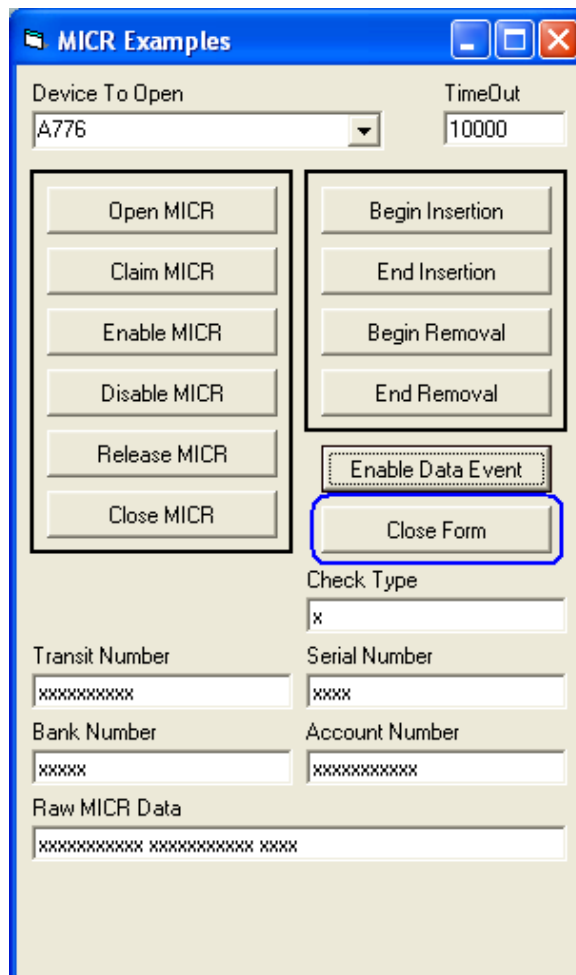 MICR Examples
Device To Open TimeOut
A776 10000
Open MICR Begin Insertion
Claim MICR End Insertion
Enable MICR Begin Removal
Disable MICR End Removal
Release MICR Enable Data Event
Close MICR Close Form
Check Type
x
Transit Number Serial Number
xxxxxxxxxx xxxx
Bank Number Account Number
xxxxx xxxxxxxxxxx
Raw MICR Data
xxxxxxxxxxx xxxxxxxxxxx xxxx